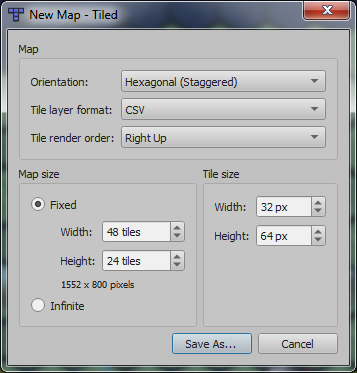 New Map - Tiled
Map
Orientation: Hexagonal (Staggered)
Tile layer format: CSV
Tile render order: Right Up
Map size
Fixed
Width: 48 tiles
Height: 24 tiles
1552 x 800 pixels
Infinite
Tile size
Width: 32 px
Height: 64 px
Save As... Cancel